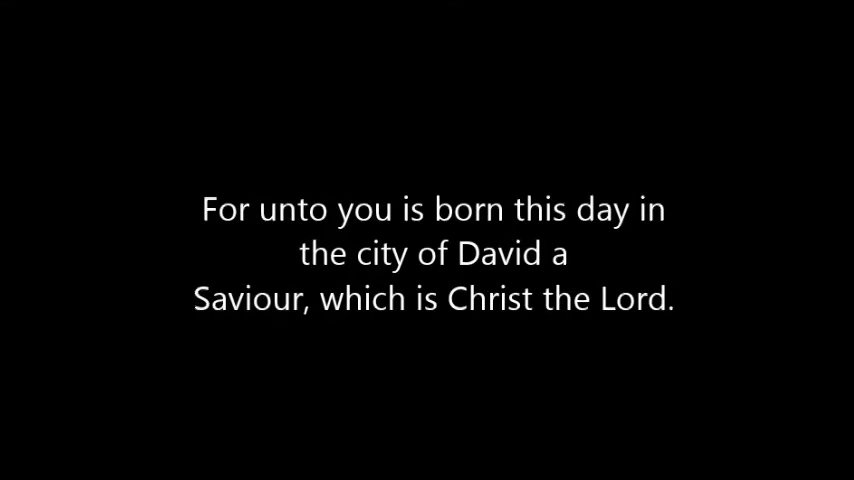 For unto you is born this day in
the city of David a
Saviour, which is Christ the Lord.